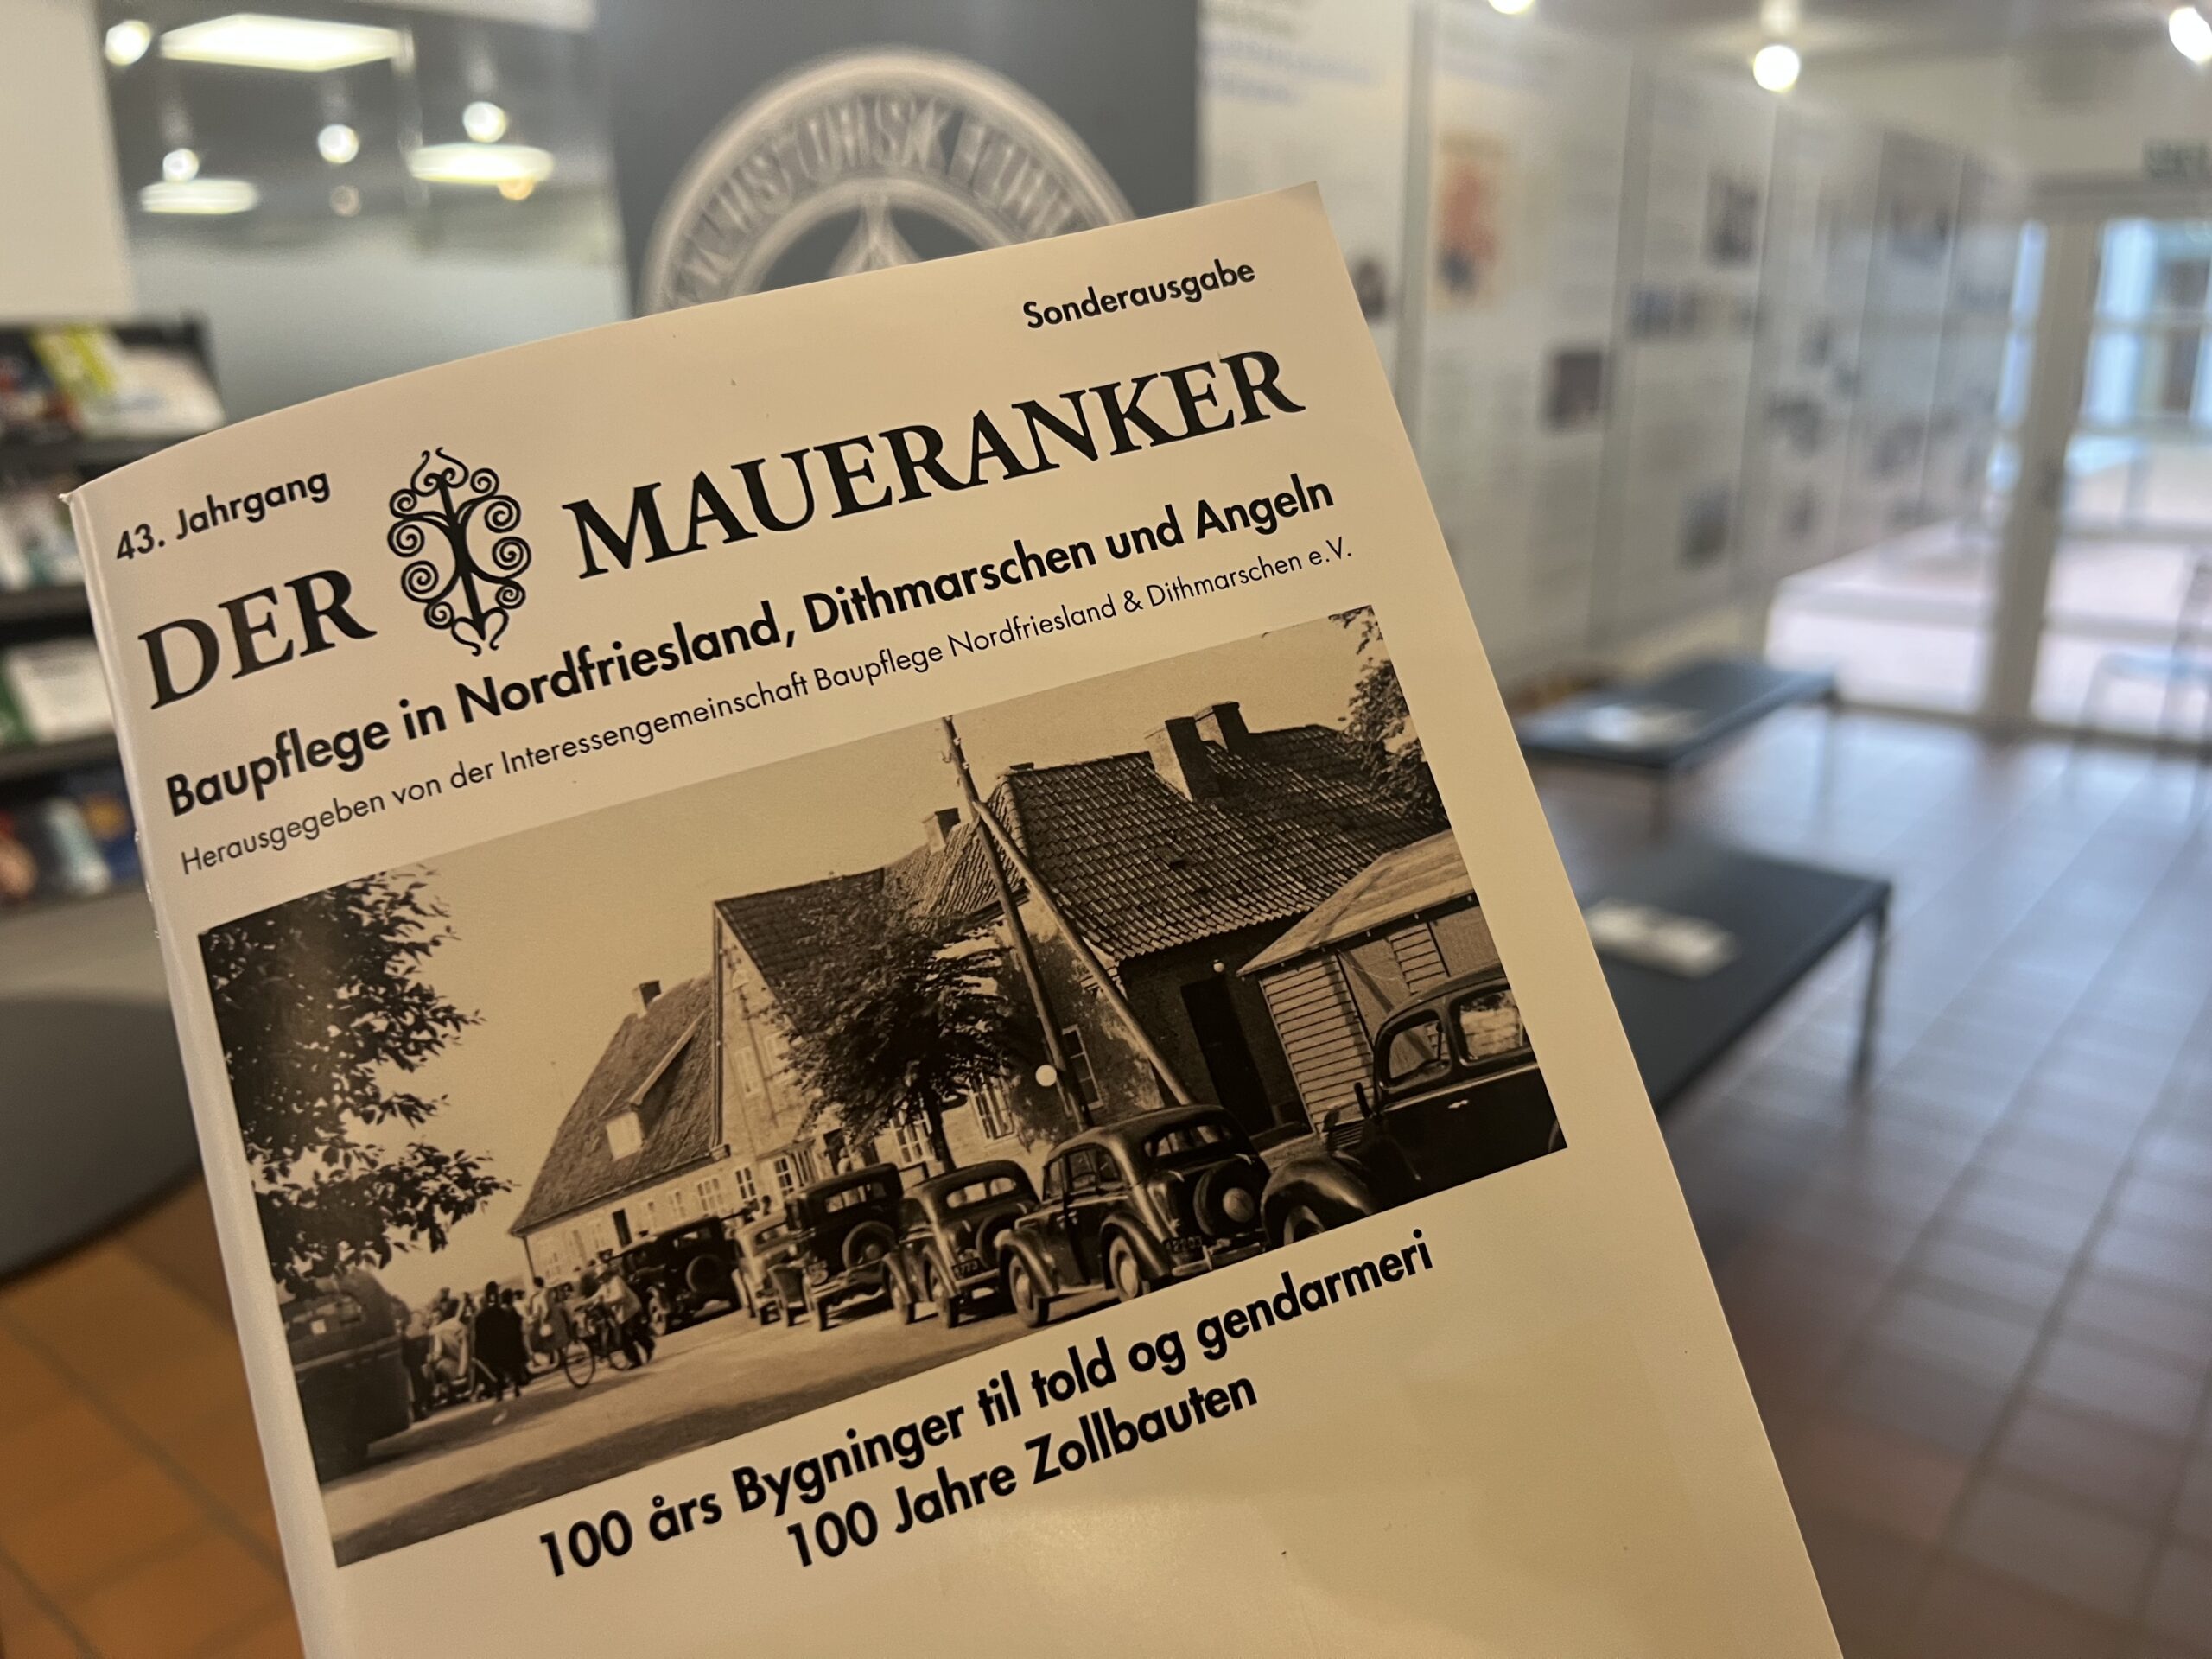 Sonderausgabe
43. Jahrgang
DER MAUERANKER
Baupflege in Nordfriesland, Dithmarschen und Angeln
Herausgegeben von der Interessengemeinschaft Baupflege Nordfriesland & Dithmarschen e.V.
100 års Bygninger til told og gendarmeri
100 Jahre Zollbauten